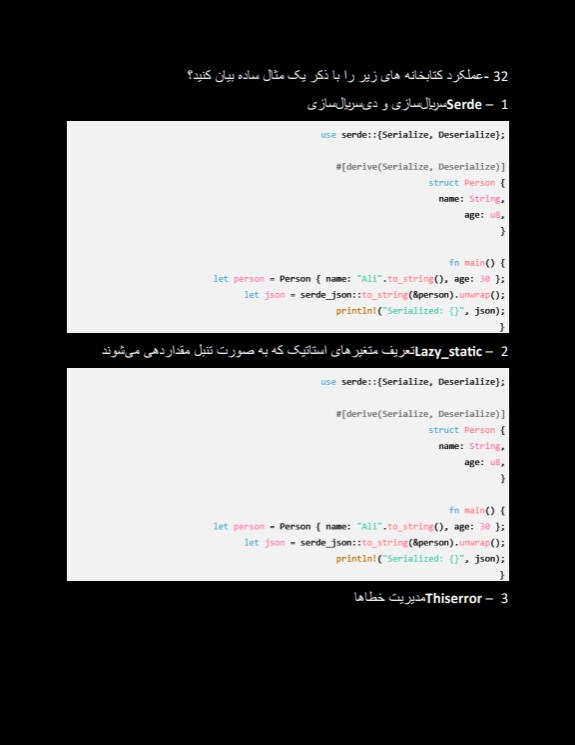 32 -عملکرد کتابخانه های زیر را با ذکر یک مثال ساده بیان کنید؟
1 – Serdeسریال‌سازی و دی‌سریال‌سازی
use serde::{Serialize, Deserialize};
#[derive(Serialize, Deserialize)]
struct Person {
name: String,
age: u8,
}
fn main() {
let person = Person { name: "Ali".to_string(), age: 30 };
let json = serde_json::to_string(&person).unwrap();
println!("Serialized: {}", json);
}
2 – Lazy_staticتعریف متغیرهای استاتیک که به صورت تنبل مقداردهی می‌شوند
use serde::{Serialize, Deserialize};
#[derive(Serialize, Deserialize)]
struct Person {
name: String,
age: u8,
}
fn main() {
let person = Person { name: "Ali".to_string(), age: 30 };
let json = serde_json::to_string(&person).unwrap();
println!("Serialized: {}", json);
}
3 – Thiserrorمدیریت خطاها